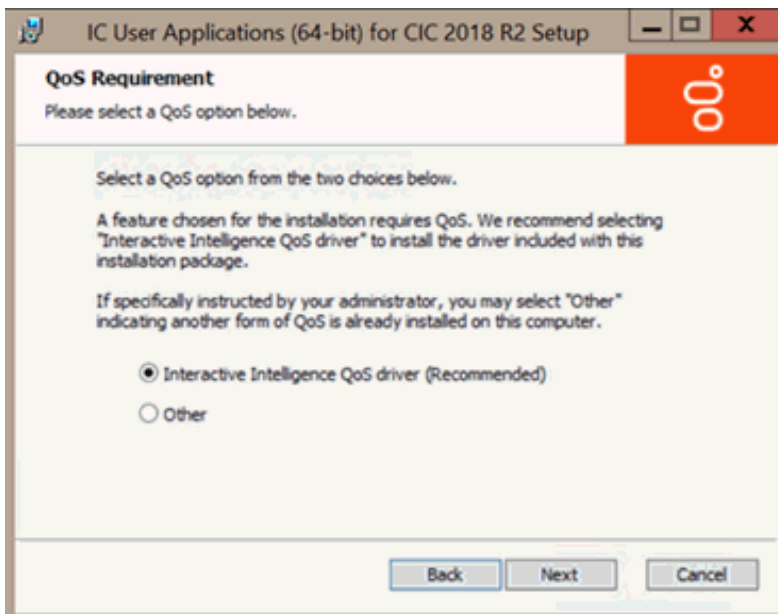 IC User Applications (64-bit) for CIC 2018 R2 Setup
QoS Requirement
Please select a QoS option below.
Select a QoS option from the two choices below.
A feature chosen for the installation requires QoS. We recommend selecting
"Interactive Intelligence QoS driver" to install the driver included with this
installation package.
If specifically instructed by your administrator, you may select "Other"
indicating another form of QoS is already installed on this computer.
Interactive Intelligence QoS driver (Recommended)
Other
Back Next Cancel